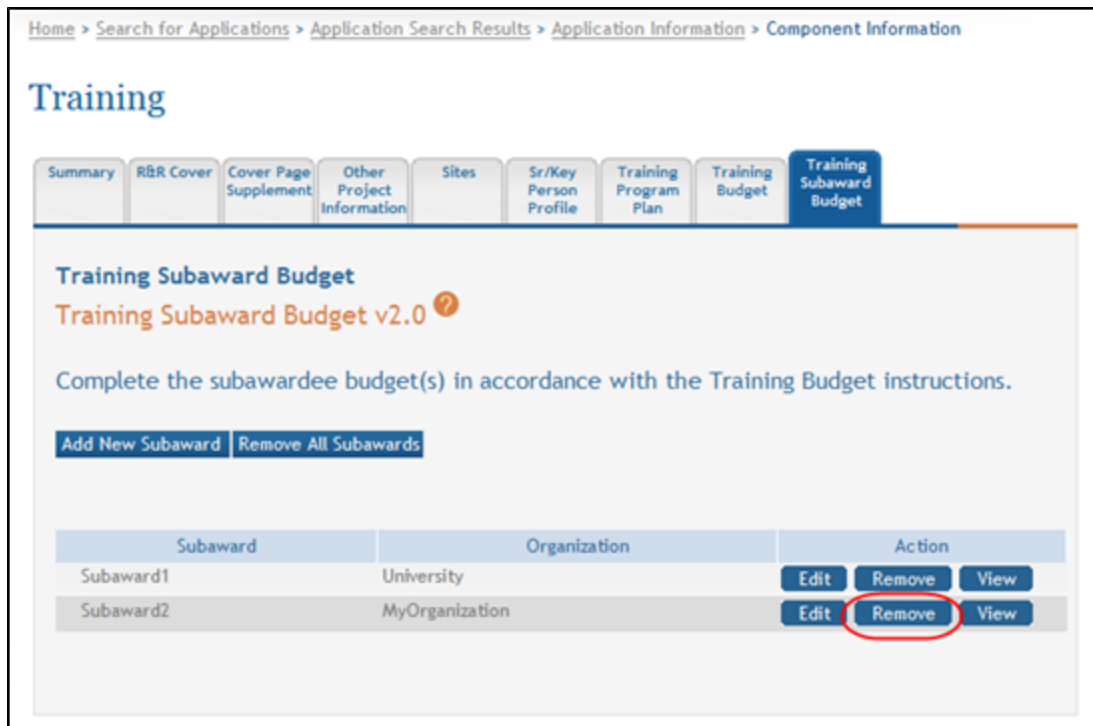 Home > Search for Applications > Application Search Results > Application Information > Component Information
Training
Summary
R&R Cover
Cover Page
Supplement
Other
Project
Information
Sites
Sr/Key
Person
Profile
Training
Program
Plan
Training
Budget
Training
Subaward
Budget
Training Subaward Budget
Training Subaward Budget v2.0 ?
Complete the subawardee budget(s) in accordance with the Training Budget instructions.
Add New Subaward Remove All Subawards
Subaward Organization Action
Subaward1 University Edit Remove View
Subaward2 MyOrganization Edit Remove View